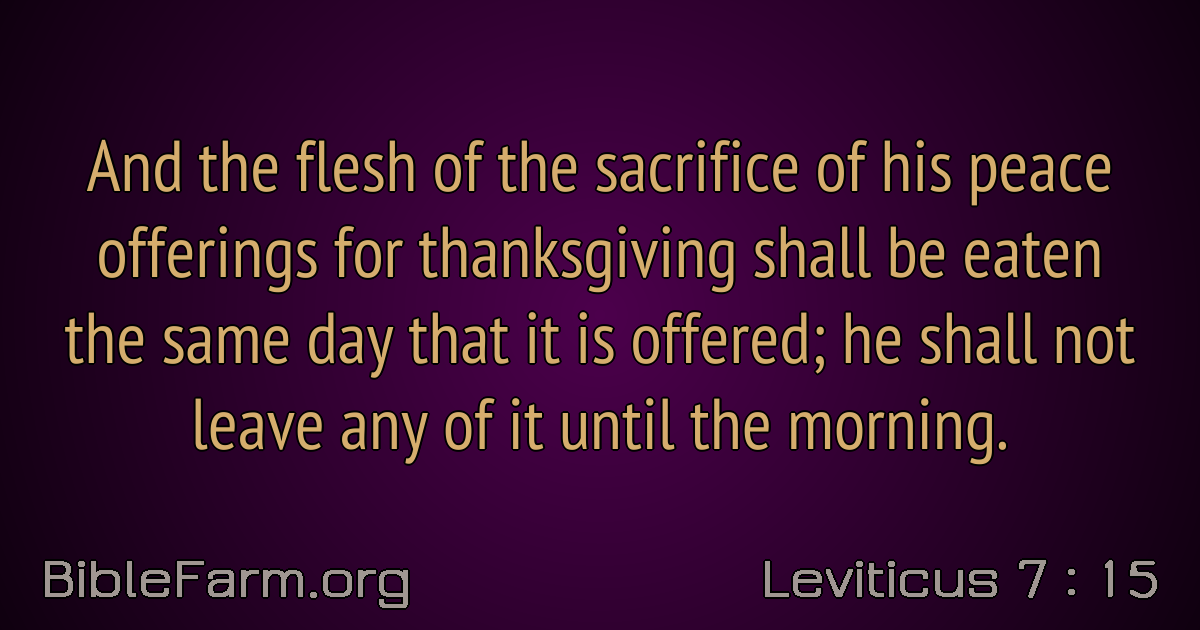 And the flesh of the sacrifice of his peace
offerings for thanksgiving shall be eaten
the same day that it is offered; he shall not
leave any of it until the morning.
BibleFarm.org
Leviticus 7 : 15